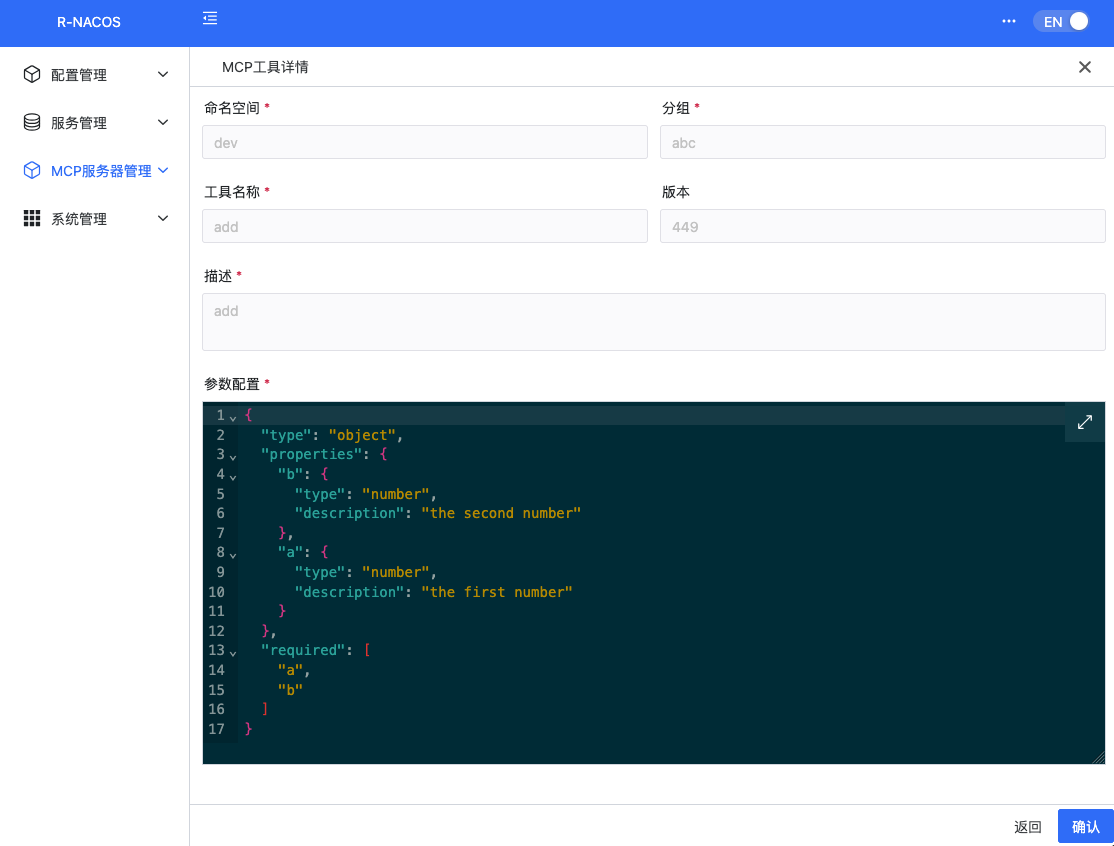 R-NACOS
EN
配置管理
服务管理
MCP服务器管理
系统管理
MCP工具详情
命名空间 *
分组 *
dev
abc
工具名称 *
版本
add
449
描述 *
add
参数配置 *
1 {
2   "type": "object",
3   "properties": {
4     "b": {
5       "type": "number",
6       "description": "the second number"
7     },
8     "a": {
9       "type": "number",
10       "description": "the first number"
11     }
12   },
13   "required": [
14     "a",
15     "b"
16   ]
17 }
返回
确认